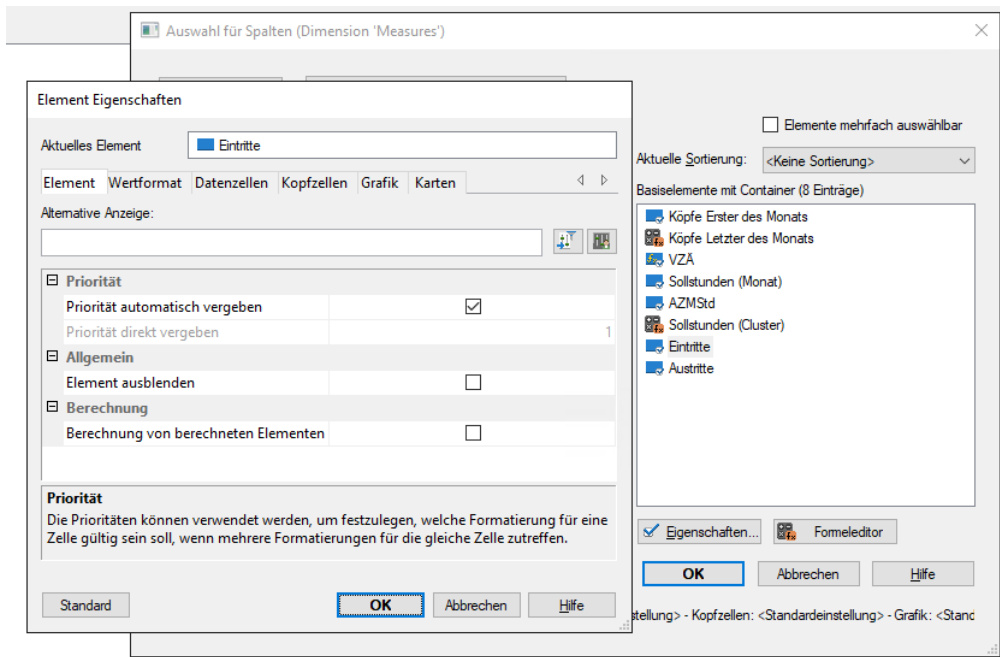 Auswahl für Spalten (Dimension 'Measures')
Element Eigenschaften
Aktuelles Element
Eintritte
Element Wertformat Datenzellen Kopfzellen Grafik Karten
Alternative Anzeige:
Priorität
Priorität automatisch vergeben
Priorität direkt vergeben 1
Allgemein
Element ausblenden
Berechnung
Berechnung von berechneten Elementen
Priorität
Die Prioritäten können verwendet werden, um festzulegen, welche Formatierung für eine
Zelle gültig sein soll, wenn mehrere Formatierungen für die gleiche Zelle zutreffen.
Standard OK Abbrechen Hilfe
Elemente mehrfach auswählbar
Aktuelle Sortierung: <Keine Sortierung>
Basiselemente mit Container (8 Einträge)
Köpfe Erster des Monats
Köpfe Letzter des Monats
VZÄ
Sollstunden (Monat)
AZMStd
Sollstunden (Cluster)
Eintritte
Austritte
Eigenschaften... Formeleditor
OK Abbrechen Hilfe
stellung> - Kopfzellen: <Standardeinstellung> - Grafik: <Stand